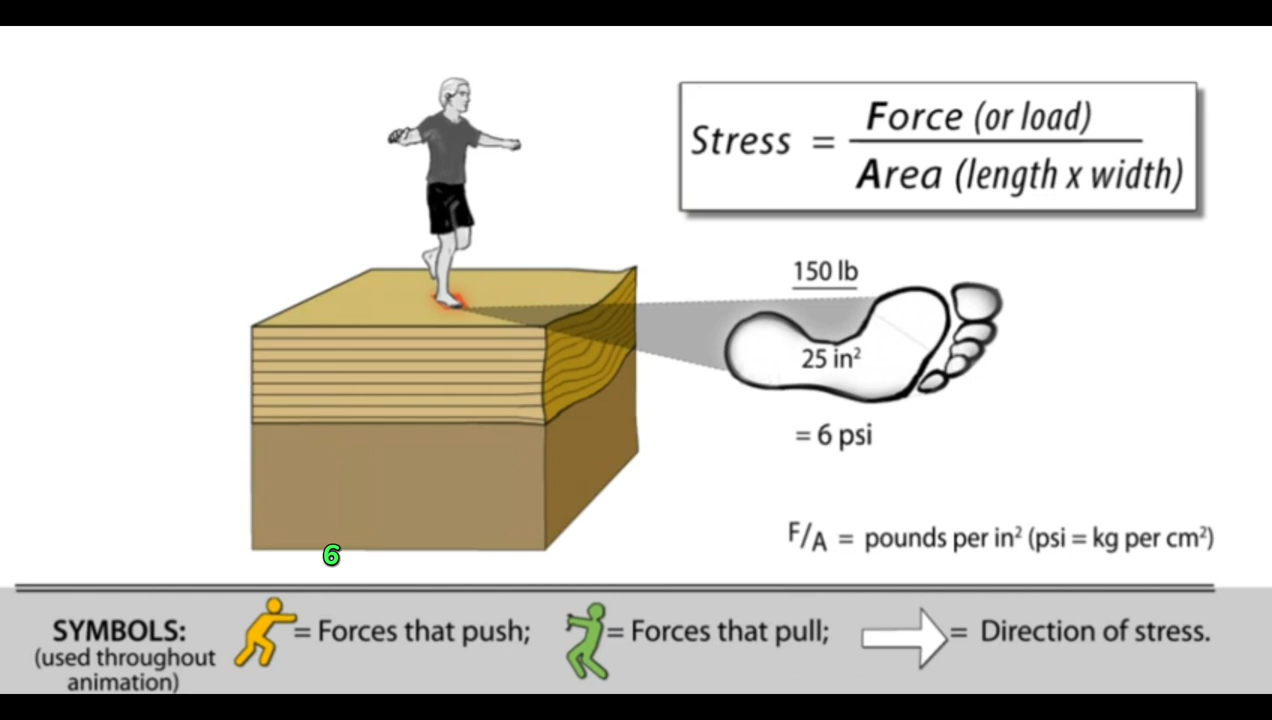 Stress = Force (or load)
Area (length x width)
150 lb
25 in²
= 6 psi
F/A = pounds per in² (psi = kg per cm²)
6
SYMBOLS:
(used throughout
animation)
= Forces that push;
= Forces that pull;
= Direction of stress.